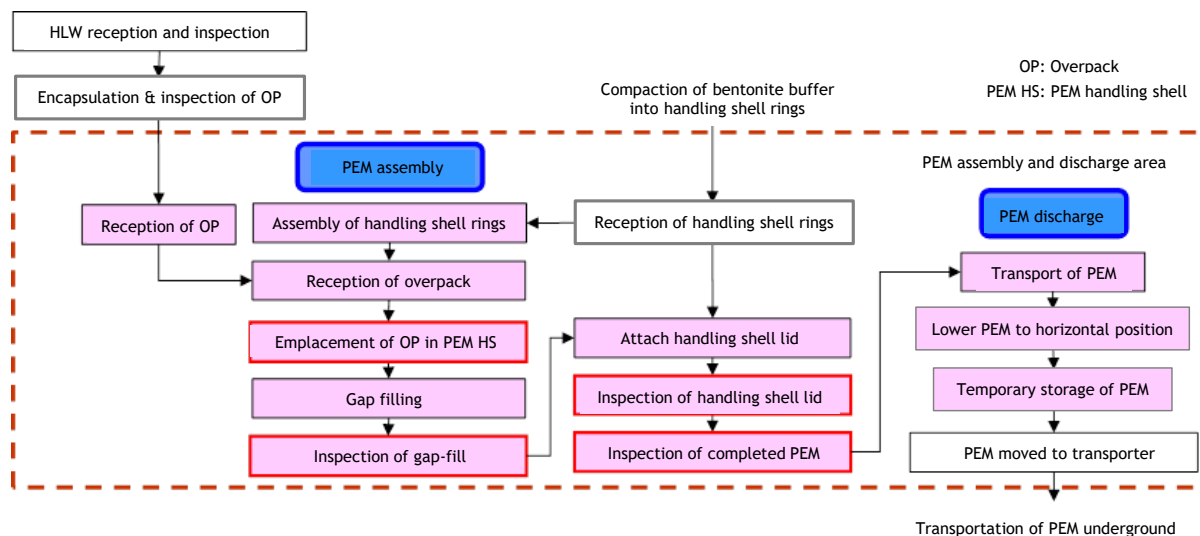 HLW reception and inspection
Encapsulation & inspection of OP
Compaction of bentonite buffer
into handling shell rings
OP: Overpack
PEM HS: PEM handling shell
PEM assembly
PEM assembly and discharge area
Reception of OP
Assembly of handling shell rings
Reception of handling shell rings
PEM discharge
Reception of overpack
Transport of PEM
Emplacement of OP in PEM HS
Attach handling shell lid
Lower PEM to horizontal position
Gap filling
Inspection of handling shell lid
Temporary storage of PEM
Inspection of gap-fill
Inspection of completed PEM
PEM moved to transporter
Transportation of PEM underground